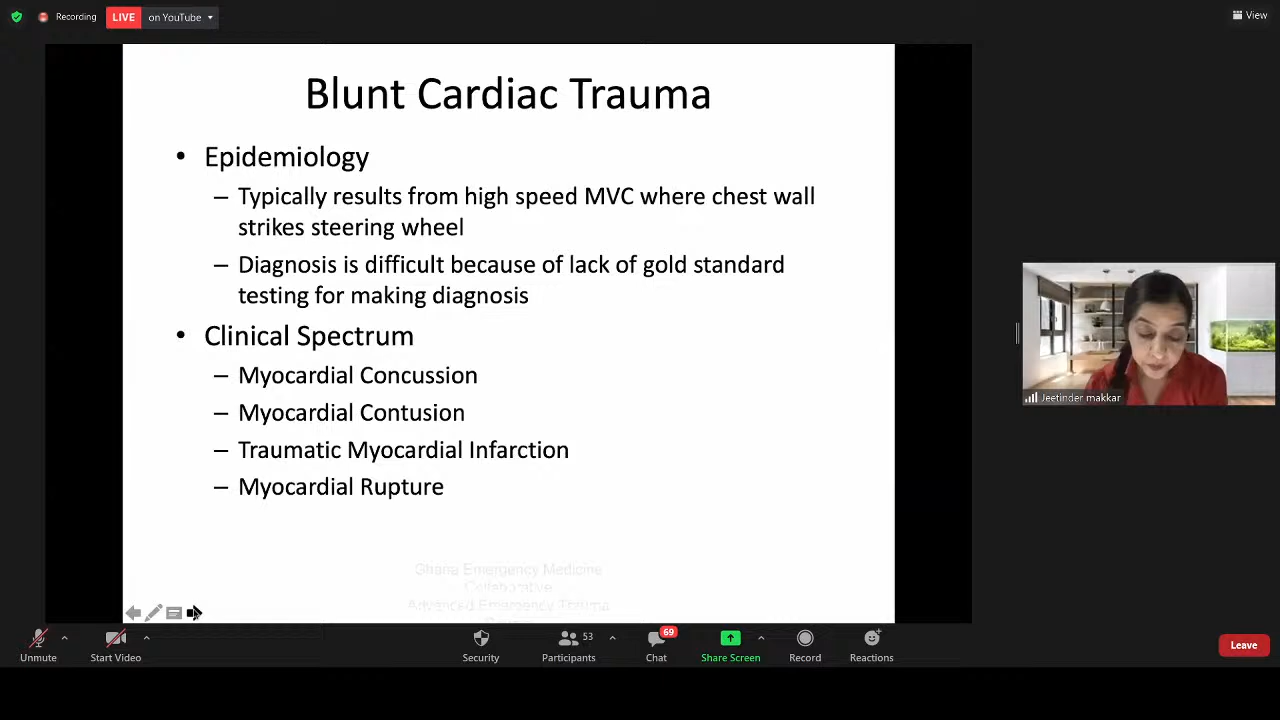 Recording
LIVE on YouTube
View
Blunt Cardiac Trauma
• Epidemiology
– Typically results from high speed MVC where chest wall
strikes steering wheel
– Diagnosis is difficult because of lack of gold standard
testing for making diagnosis
• Clinical Spectrum
– Myocardial Concussion
– Myocardial Contusion
– Traumatic Myocardial Infarction
– Myocardial Rupture
Jeetinder makkar
Ghana Emergency Medicine
Collaborative
Advanced Emergency Trauma
53
69
Unmute
Start Video
Security
Participants
Chat
Share Screen
Record
Reactions
Leave